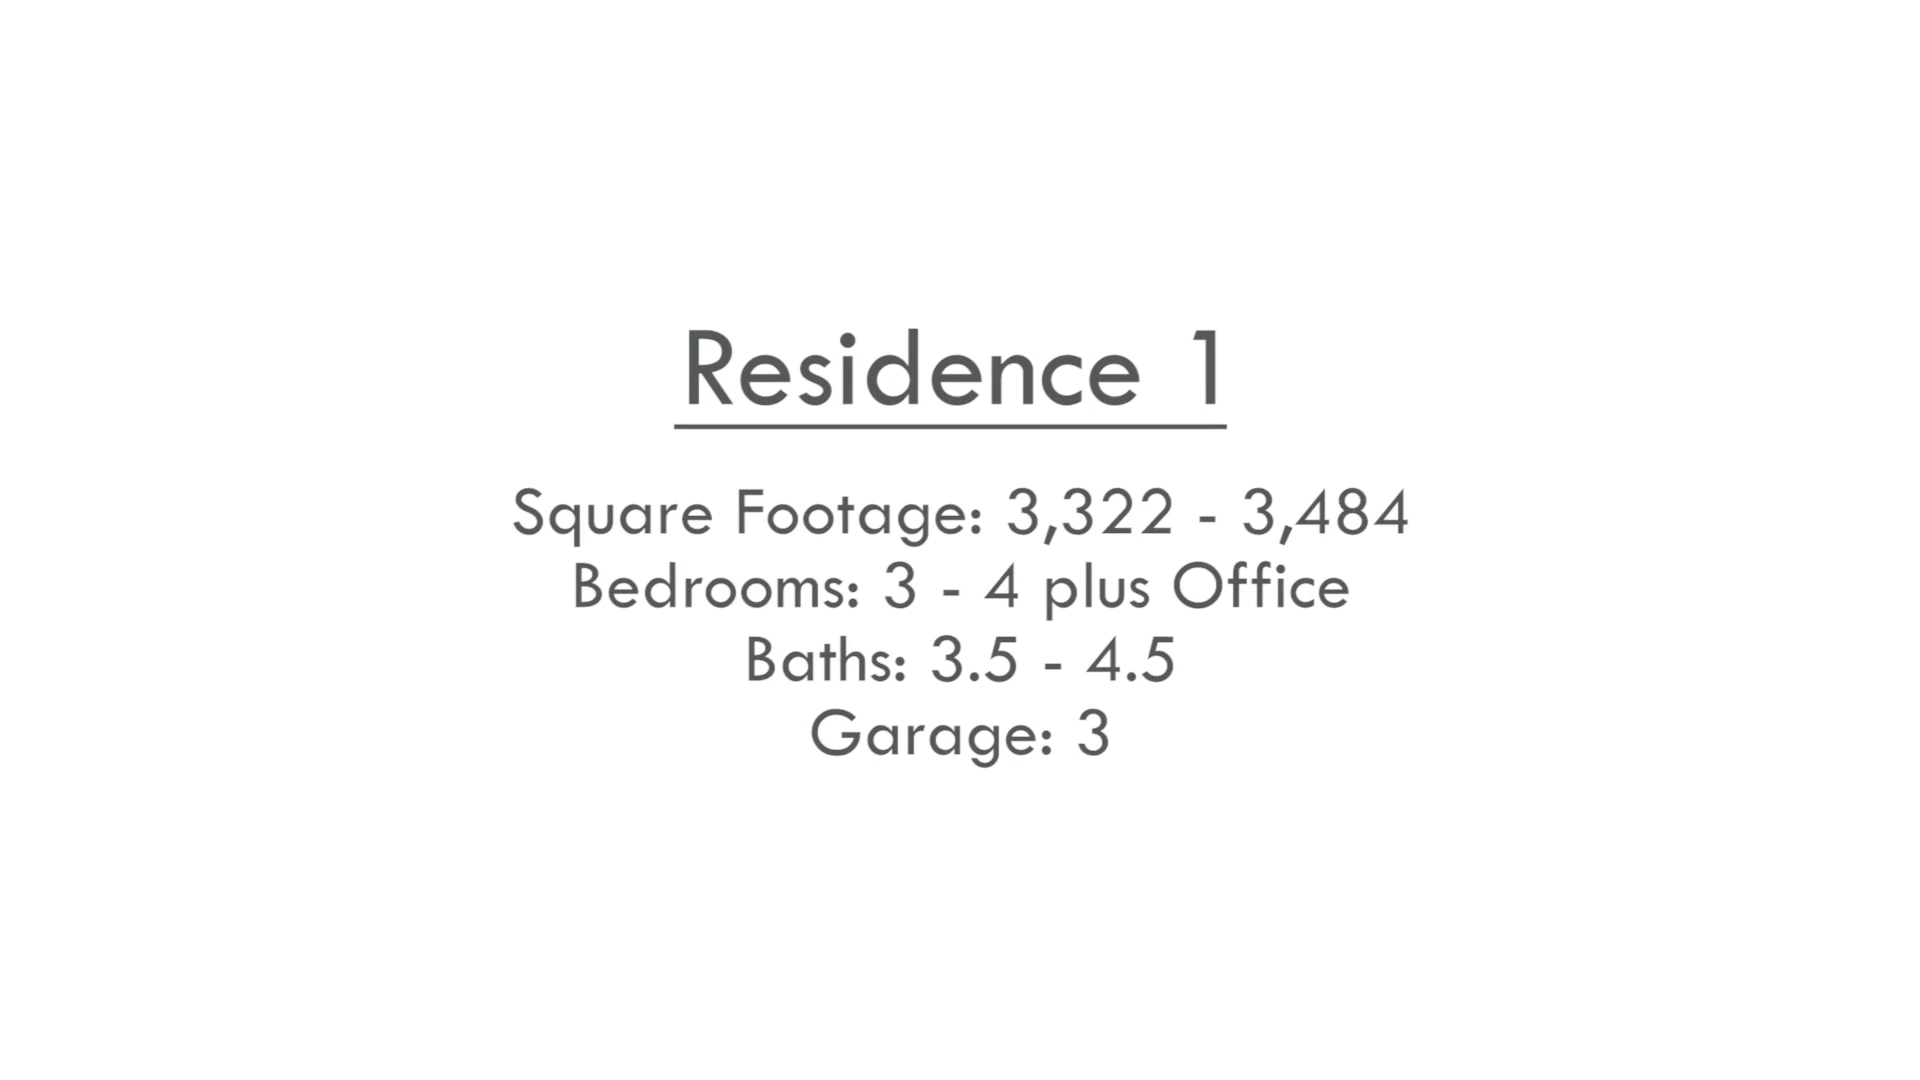 Residence 1
Square Footage: 3,322 - 3,484
Bedrooms: 3 - 4 plus Office
Baths: 3.5 - 4.5
Garage: 3